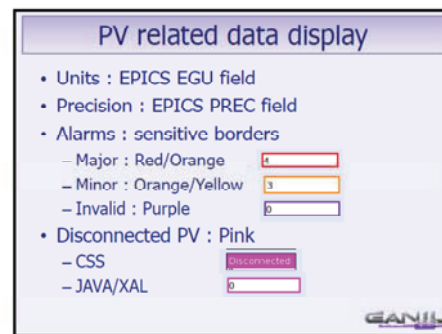 PV related data display
• Units : EPICS EGU field
• Precision : EPICS PREC field
• Alarms : sensitive borders
– Major : Red/Orange 4
– Minor : Orange/Yellow 3
– Invalid : Purple 0
• Disconnected PV : Pink
– CSS Disconnected
– JAVA/XAL 0
GANIL